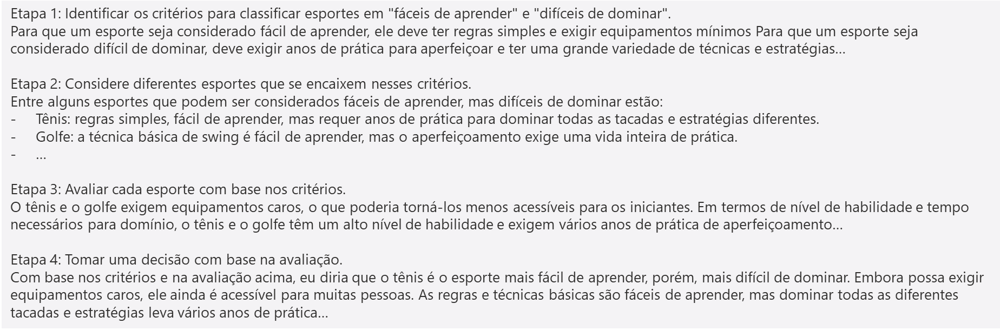 Etapa 1: Identificar os critérios para classificar esportes em "fáceis de aprender" e "difíceis de dominar".
Para que um esporte seja considerado fácil de aprender, ele deve ter regras simples e exigir equipamentos mínimos Para que um esporte seja
considerado difícil de dominar, deve exigir anos de prática para aperfeiçoar e ter uma grande variedade de técnicas e estratégias...
Etapa 2: Considere diferentes esportes que se encaixem nesses critérios.
Entre alguns esportes que podem ser considerados fáceis de aprender, mas difíceis de dominar estão:
- Tênis: regras simples, fácil de aprender, mas requer anos de prática para dominar todas as tacadas e estratégias diferentes.
- Golfe: a técnica básica de swing é fácil de aprender, mas o aperfeiçoamento exige uma vida inteira de prática.
- ...
Etapa 3: Avaliar cada esporte com base nos critérios.
O tênis e o golfe exigem equipamentos caros, o que poderia torná-los menos acessíveis para os iniciantes. Em termos de nível de habilidade e tempo
necessários para domínio, o tênis e o golfe têm um alto nível de habilidade e exigem vários anos de prática de aperfeiçoamento...
Etapa 4: Tomar uma decisão com base na avaliação.
Com base nos critérios e na avaliação acima, eu diria que o tênis é o esporte mais fácil de aprender, porém, mais difícil de dominar. Embora possa exigir
equipamentos caros, ele ainda é acessível para muitas pessoas. As regras e técnicas básicas são fáceis de aprender, mas dominar todas as diferentes
tacadas e estratégias leva vários anos de prática...